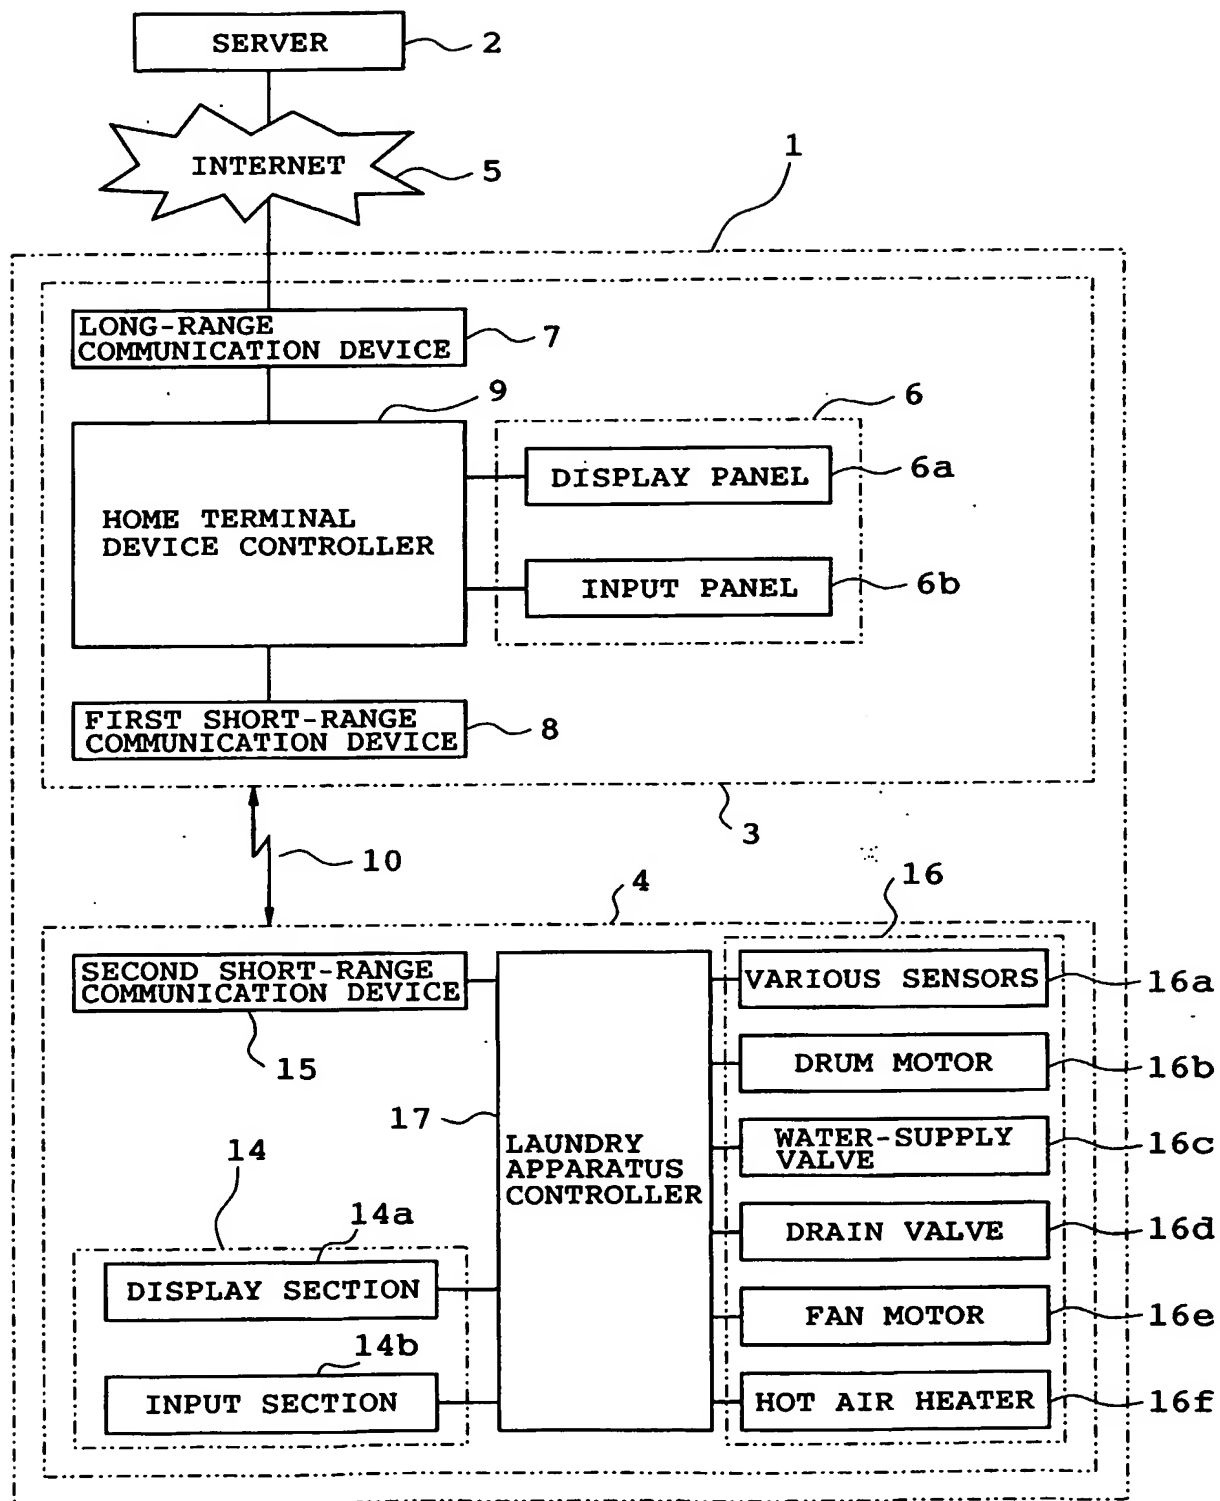 SERVER
2
INTERNET
5
1
LONG-RANGE
COMMUNICATION DEVICE
7
9
6
DISPLAY PANEL
6a
HOME TERMINAL
DEVICE CONTROLLER
INPUT PANEL
6b
FIRST SHORT-RANGE
COMMUNICATION DEVICE
8
3
10
4
16
SECOND SHORT-RANGE
COMMUNICATION DEVICE
15
VARIOUS SENSORS
16a
DRUM MOTOR
16b
17
LAUNDRY
APPARATUS
CONTROLLER
WATER-SUPPLY
VALVE
16c
14
14a
DISPLAY SECTION
DRAIN VALVE
16d
FAN MOTOR
16e
14b
INPUT SECTION
HOT AIR HEATER
16f